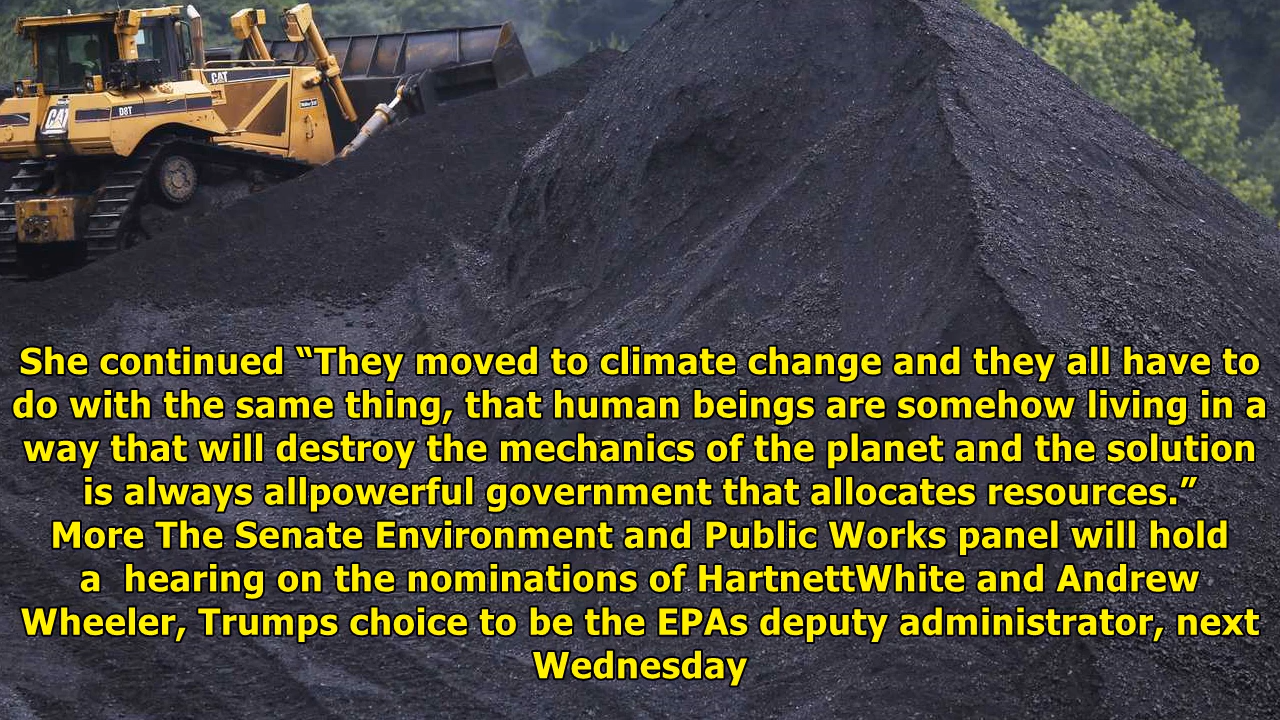 CAT
CAT
D8T
She continued “They moved to climate change and they all have to
do with the same thing, that human beings are somehow living in a
way that will destroy the mechanics of the planet and the solution
is always allpowerful government that allocates resources.”
More The Senate Environment and Public Works panel will hold
a  hearing on the nominations of HartnettWhite and Andrew
Wheeler, Trumps choice to be the EPAs deputy administrator, next
Wednesday